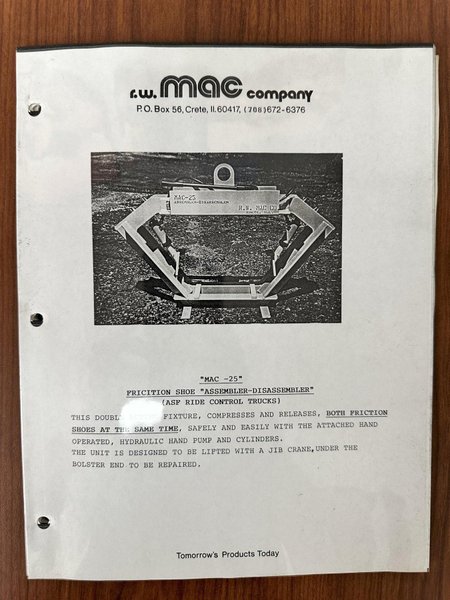 r.w. mac company
P.O. Box 56, Crete, Il. 60417, (708)672-6376
MAC-25
ASSEMBLER-DISASSEMBLER
R.W. MAC CO
"MAC -25"
FRICITION SHOE "ASSEMBLER-DISASSEMBLER"
(ASF RIDE CONTROL TRUCKS)
THIS DOUBLE FIXTURE, COMPRESSES AND RELEASES, BOTH FRICTION
SHOES AT THE SAME TIME, SAFELY AND EASILY WITH THE ATTACHED HAND
OPERATED, HYDRAULIC HAND PUMP AND CYLINDERS.
THE UNIT IS DESIGNED TO BE LIFTED WITH A JIB CRANE,UNDER THE
BOLSTER END TO BE REPAIRED.
Tomorrow's Products Today